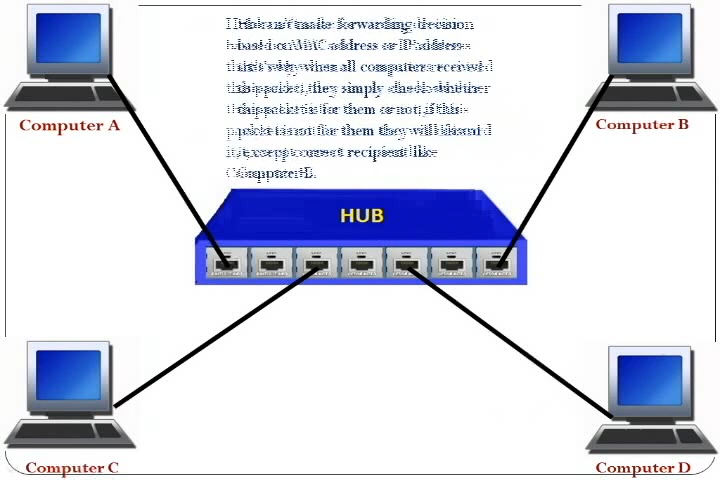 Hub can't make forwarding decision
based on MAC address or IP address
that's why when all computers received
this packet, they simply check whether
this packet is for them or not, if this
packet is not for them they will discard
it, except correct recipient like
Computer B.
HUB
Computer A
Computer B
Computer C
Computer D